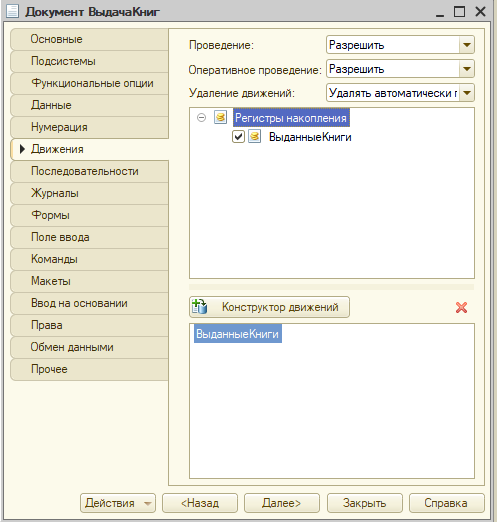 Документ ВыдачаКниг
Основные
Подсистемы
Функциональные опции
Данные
Нумерация
Движения
Последовательности
Журналы
Формы
Поле ввода
Команды
Макеты
Ввод на основании
Права
Обмен данными
Прочее
Проведение: Разрешить
Оперативное проведение: Разрешить
Удаление движений: Удалять автоматически г
Регистры накопления
ВыданныеКниги
Конструктор движений
ВыданныеКниги
Действия <Назад Далее> Закрыть Справка